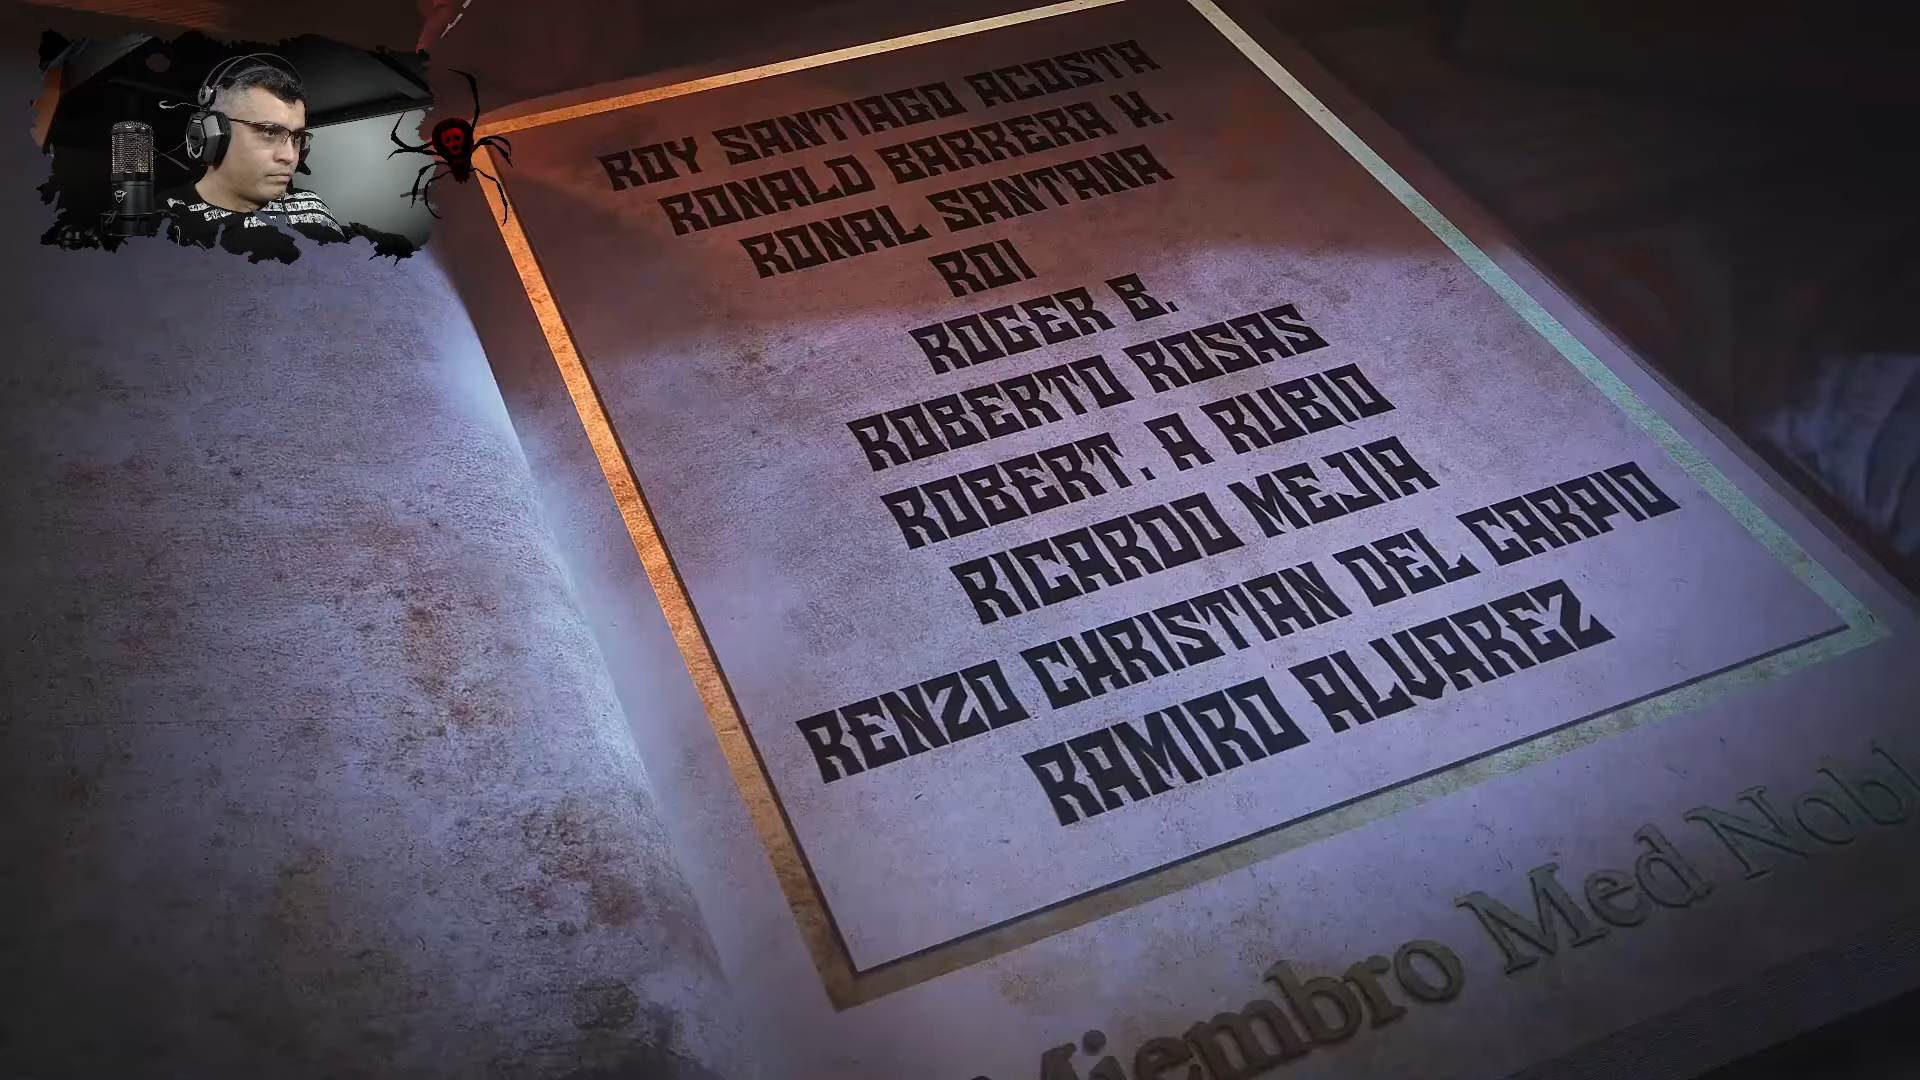 ROY SANTIAGO ACOSTA
RONALD BARRERA H.
RONAL SANTANA
ROI
ROGER B.
ROBERTO ROSAS
ROBERT. A RUBIO
RICARDO MEJIA
RENZO CHRISTIAN DEL CARPIO
RAMIRO ALVAREZ
Miembro Med